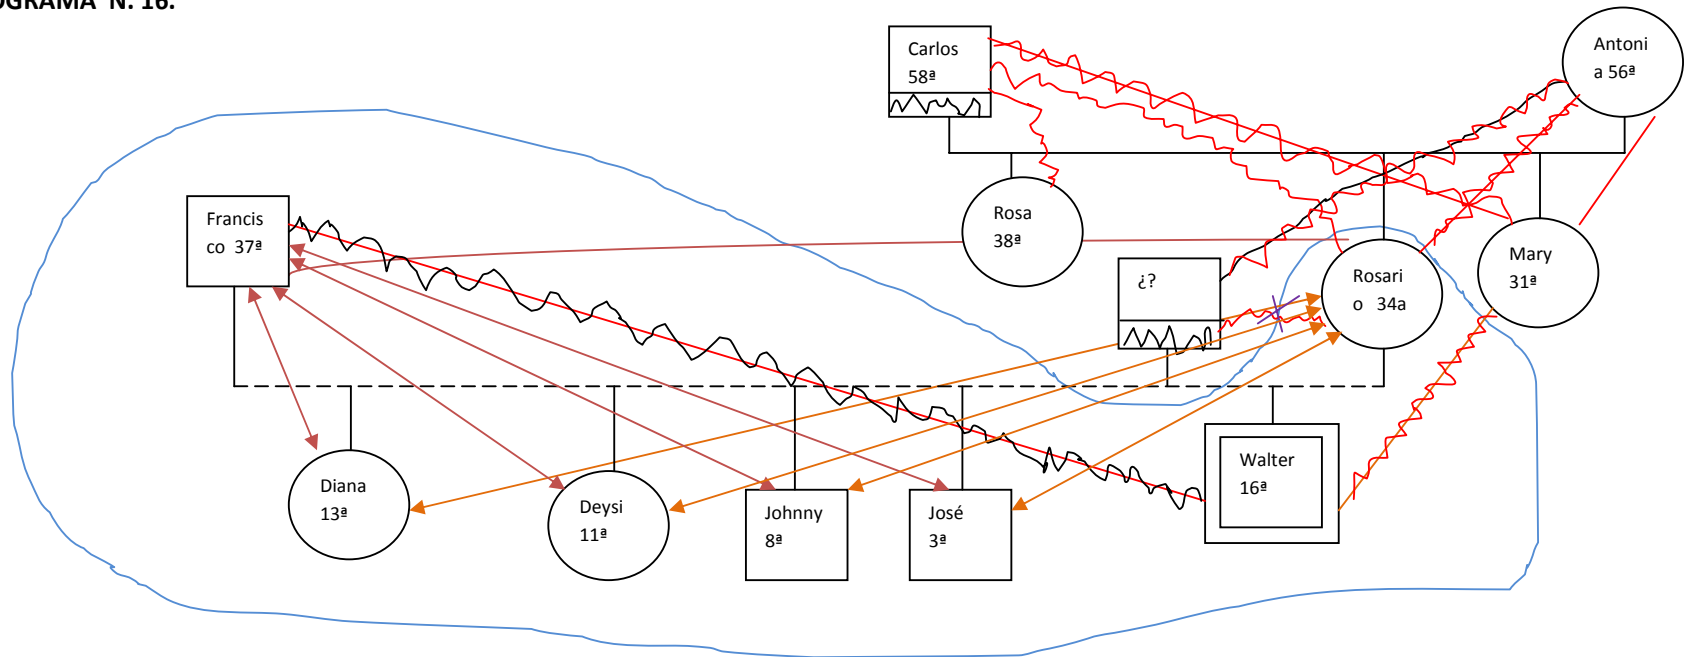 OGRAMA N. 16.
Carlos
58ª
Antoni
a 56ª
Francis
co 37ª
Rosa
38ª
¿?
Rosari
o 34a
Mary
31ª
Diana
13ª
Deysi
11ª
Johnny
8ª
José
3ª
Walter
16ª